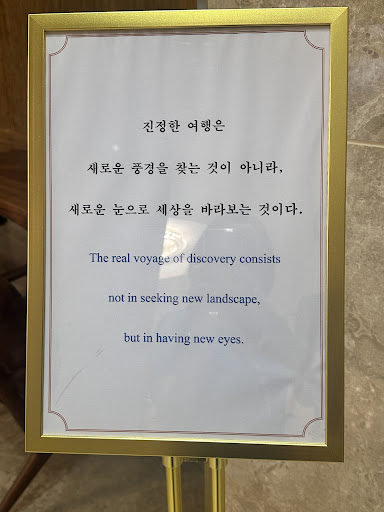 진정한 여행은
새로운 풍경을 찾는 것이 아니라,
새로운 눈으로 세상을 바라보는 것이다.
The real voyage of discovery consists
not in seeking new landscape,
but in having new eyes.